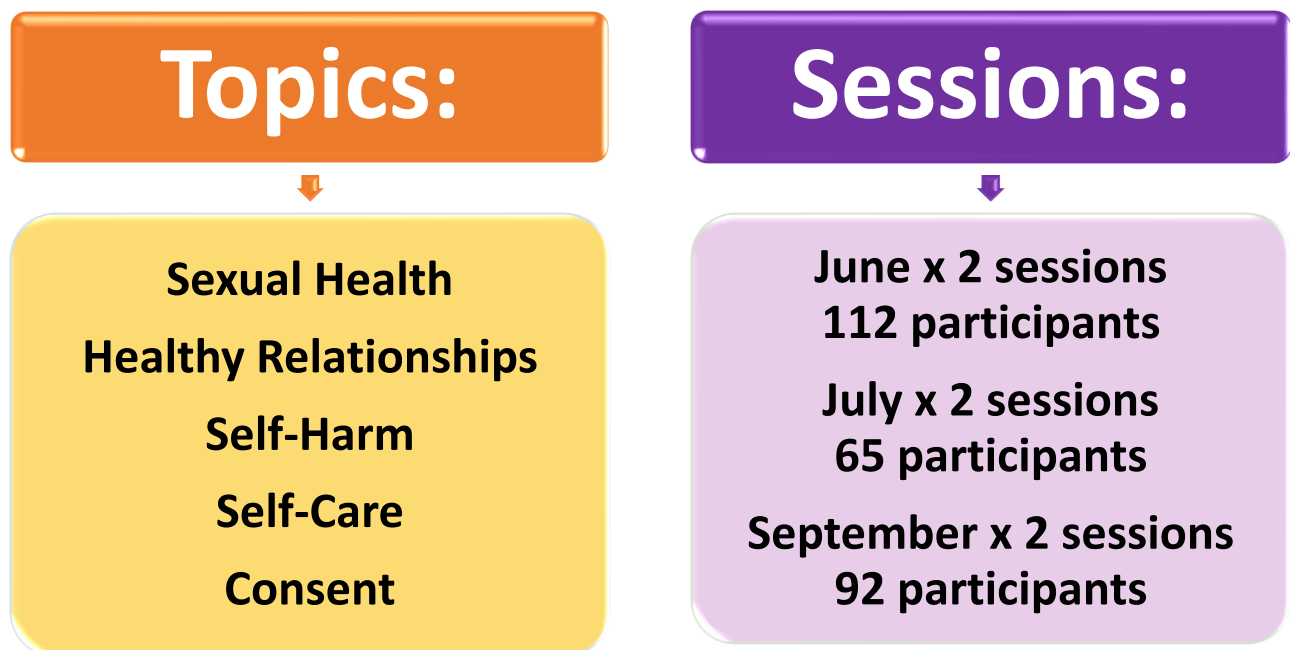 Topics:
Sexual Health
Healthy Relationships
Self-Harm
Self-Care
Consent
Sessions:
June x 2 sessions
112 participants
July x 2 sessions
65 participants
September x 2 sessions
92 participants